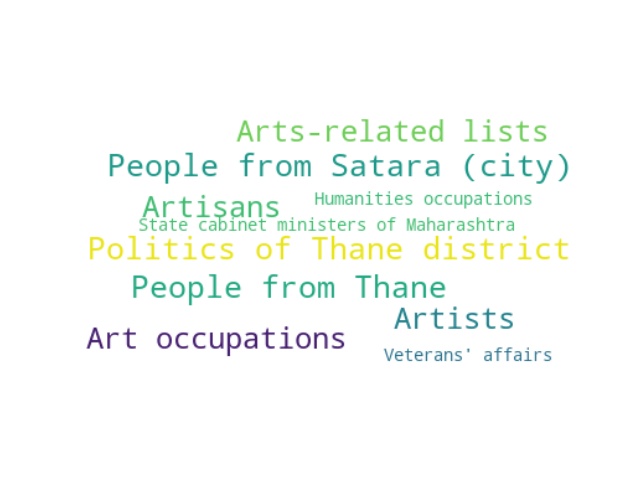 Arts-related lists
People from Satara (city)
Humanities occupations
Artisans
State cabinet ministers of Maharashtra
Politics of Thane district
People from Thane
Artists
Art occupations
Veterans' affairs